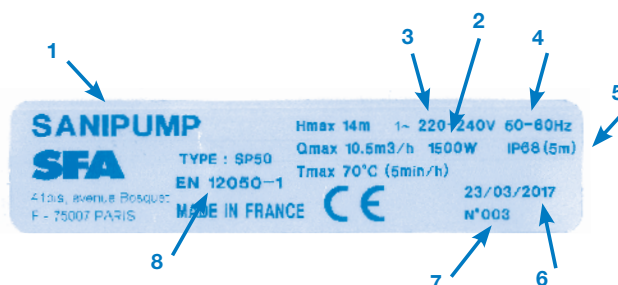 1
3
2
4
5
SANIPUMP
SFA
41bis, avenue Bosquet
F - 75007 PARIS
TYPE : SP50
EN 12050-1
MADE IN FRANCE
Hmax 14m 1~ 220-240V 50-60Hz
Qmax 10.5m3/h 1500W IP68 (5m)
Tmax 70°C (5min/h)
CE
23/03/2017
N°003
8
7
6